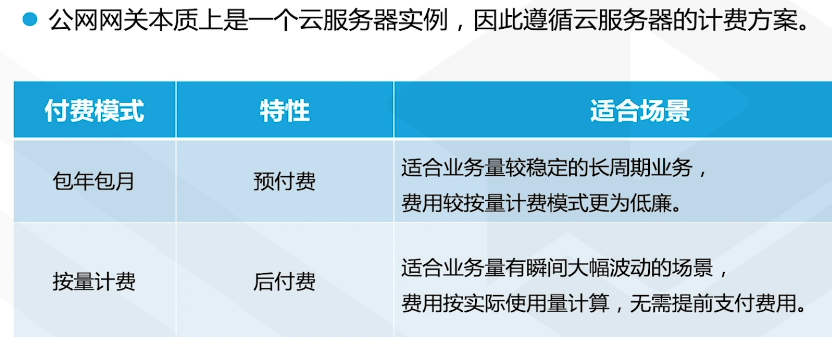 公网网关本质上是一个云服务器实例，因此遵循云服务器的计费方案。
付费模式 特性 适合场景
包年包月 预付费 适合业务量较稳定的长周期业务，
费用较按量计费模式更为低廉。
按量计费 后付费 适合业务量有瞬间大幅波动的场景，
费用按实际使用量计算，无需提前支付费用。